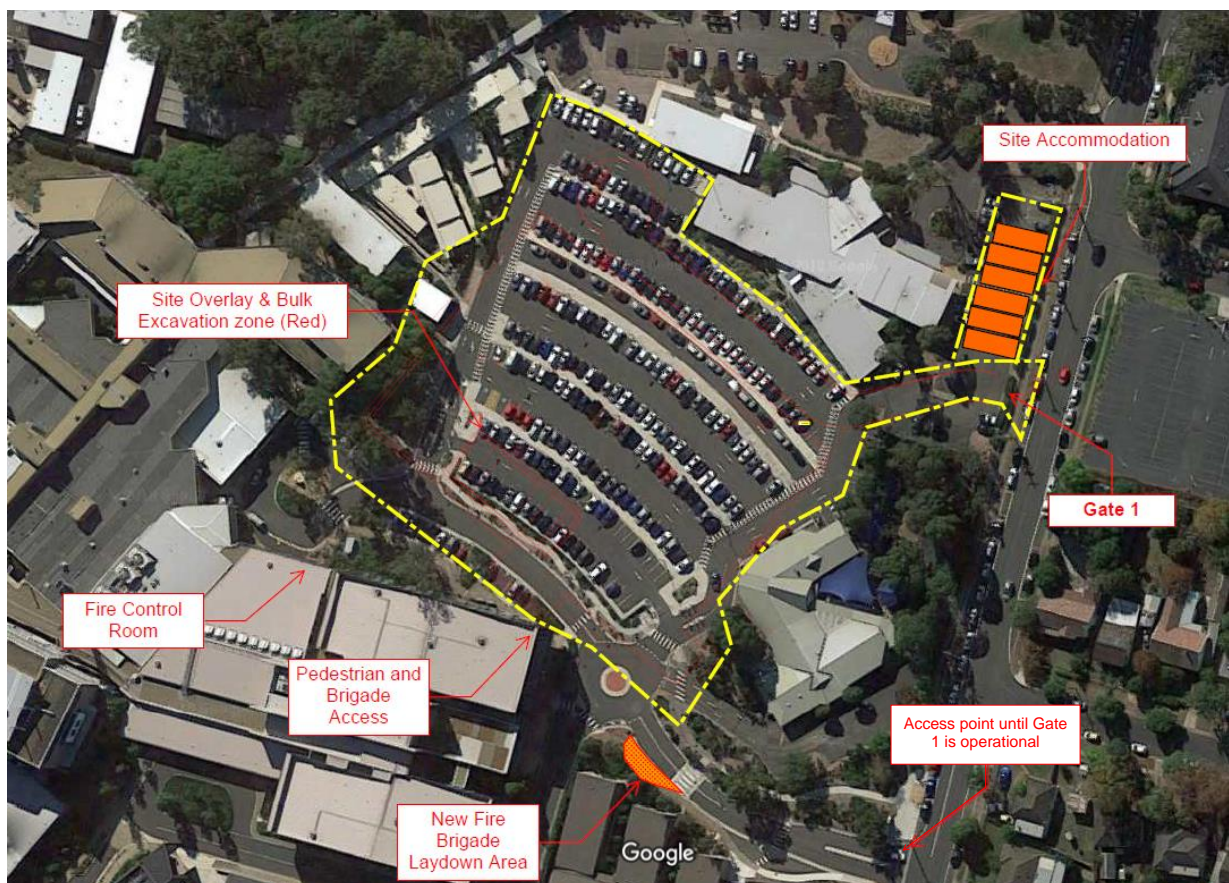 Site Accommodation
Site Overlay & Bulk
Excavation zone (Red)
Gate 1
Fire Control
Room
Pedestrian and
Brigade
Access
Access point until Gate
1 is operational
New Fire
Brigade
Laydown Area
Google